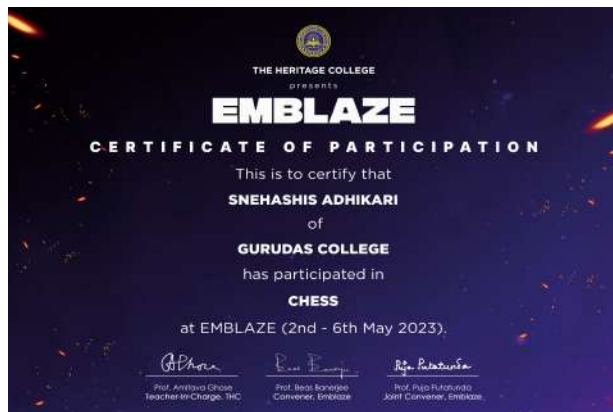 THE HERITAGE COLLEGE
presents
EMBLAZE
CERTIFICATE OF PARTICIPATION
This is to certify that
SNEHASHIS ADHIKARI
of
GURUDAS COLLEGE
has participated in
CHESS
at EMBLAZE (2nd - 6th May 2023).
Prof. Amitava Ghose
Teacher-In-Charge, THC
Prof. Beas Banerjee
Convener, Emblaze
Prof. Puja Putatunda
Joint Convener, Emblaze